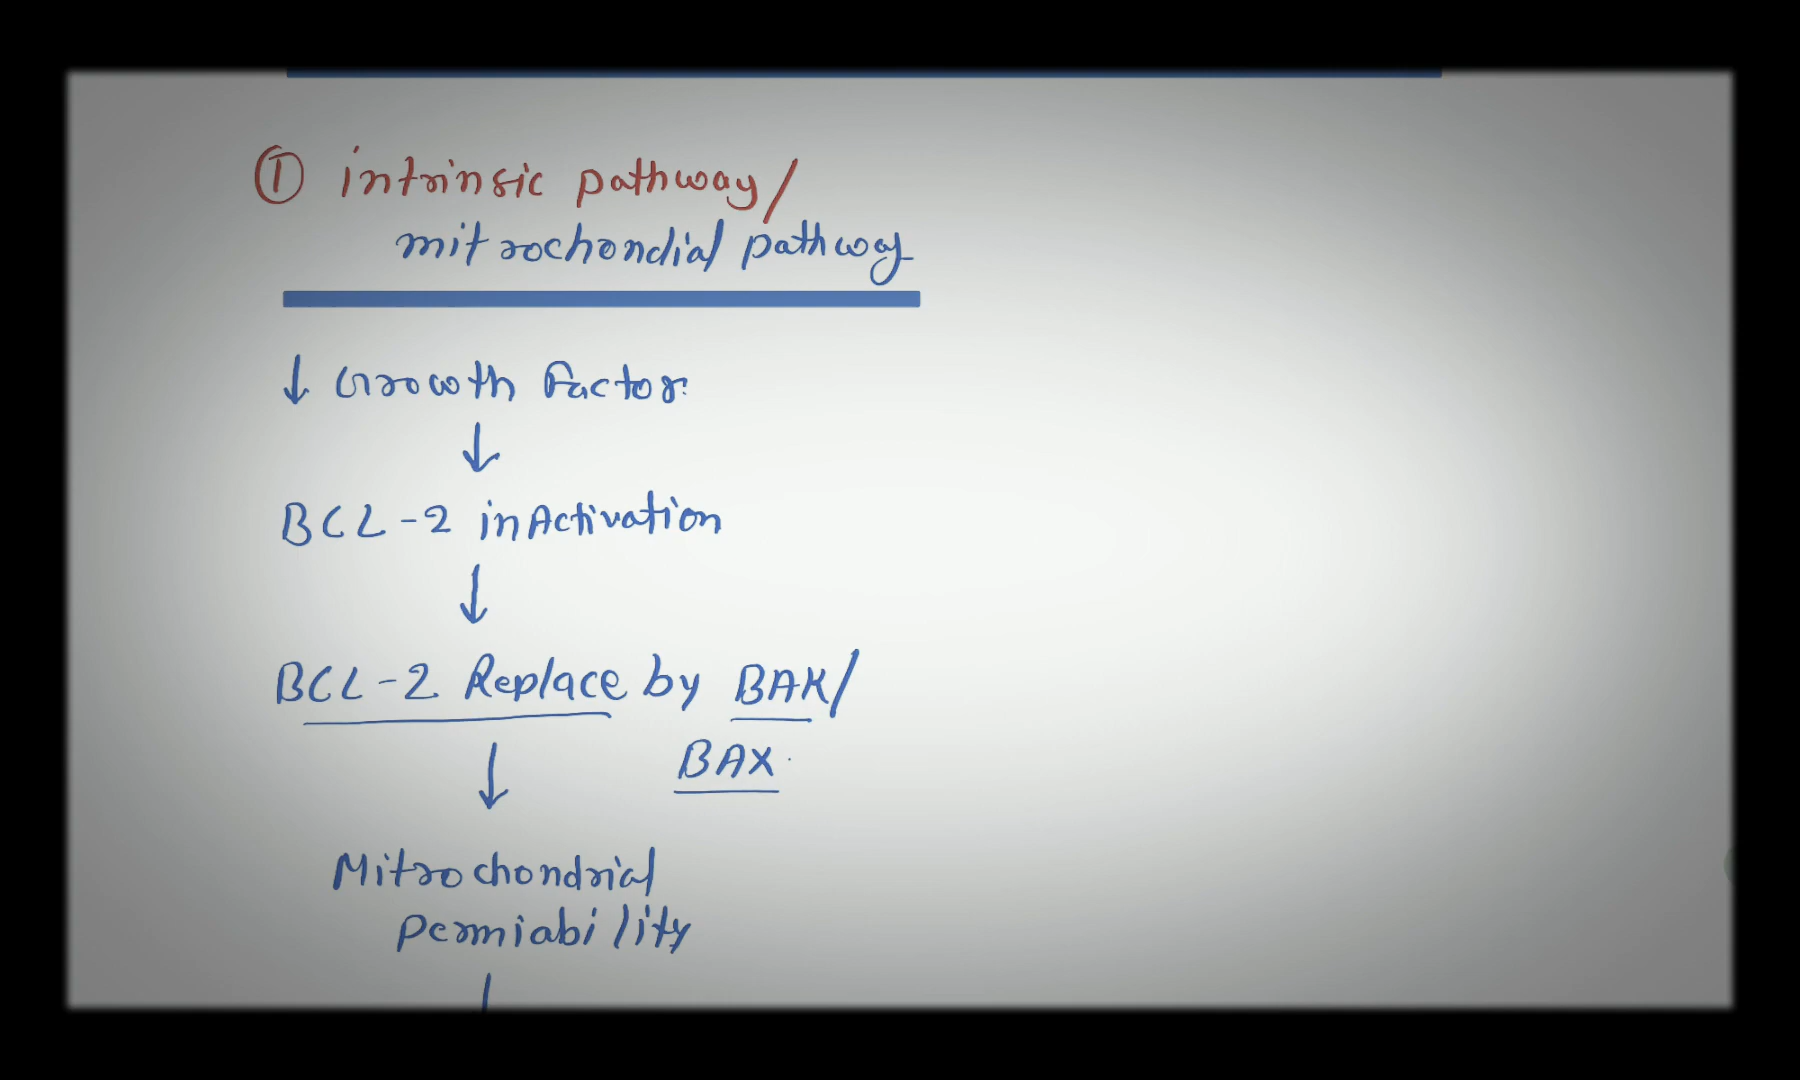 ① intrinsic pathway/
mitrochondial pathway
↓ Growth Factor
↓
BCL-2 inActivation
↓
BCL-2 Replace by BAK/
BAX
↓
Mitrochondrial
permiability